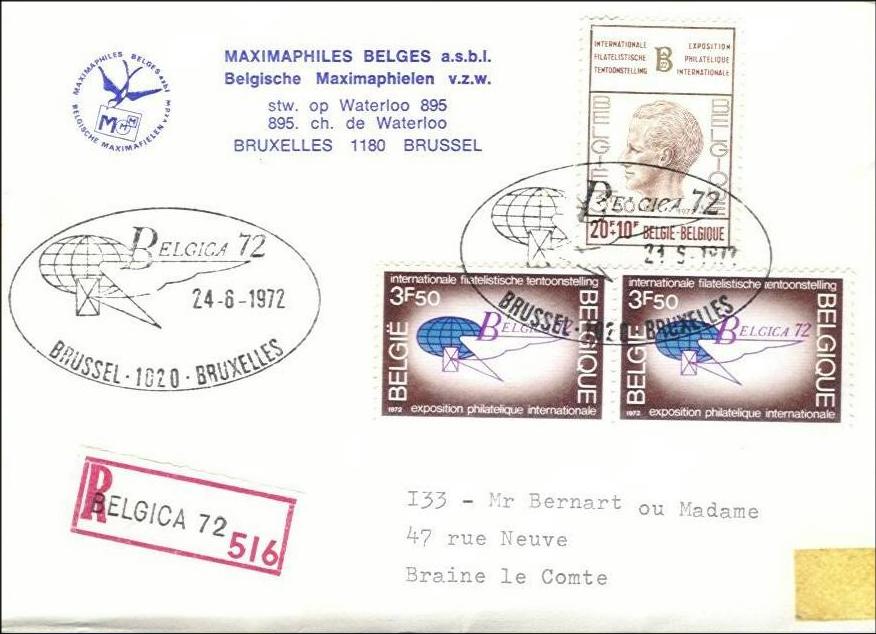 MAXIMAPHILES BELGES asbl
BELGISCHE MAXIMAFIELEN v.z.w.
M
MAXIMAPHILES BELGES a.s.b.l.
Belgische Maximaphielen v.z.w.
stw. op Waterloo 895
895. ch. de Waterloo
BRUXELLES 1180 BRUSSEL
INTERNATIONALE
FILATELISTISCHE
TENTOONSTELLING
B
EXPOSITION
PHILATELIQUE
INTERNATIONALE
BELGIE
BELGIQUE
1972
20+10F BELGIE-BELGIQUE
BELGICA 72
24-6-1972
BRUSSEL-1020-BRUXELLES
BELGICA 72
BRUSSEL-1020-BRUXELLES
internationale filatelistische tentoonstelling
3F50
BELGIË
BELGICA 72
BELGIQUE
1972 exposition philatelique internationale
internationale filatelistische tentoonstelling
3F50
BELGIË
BELGICA 72
BELGIQUE
1972 exposition philatelique internationale
R
BELGICA 72
516
I33 - Mr Bernart ou Madame
47 rue Neuve
Braine le Comte